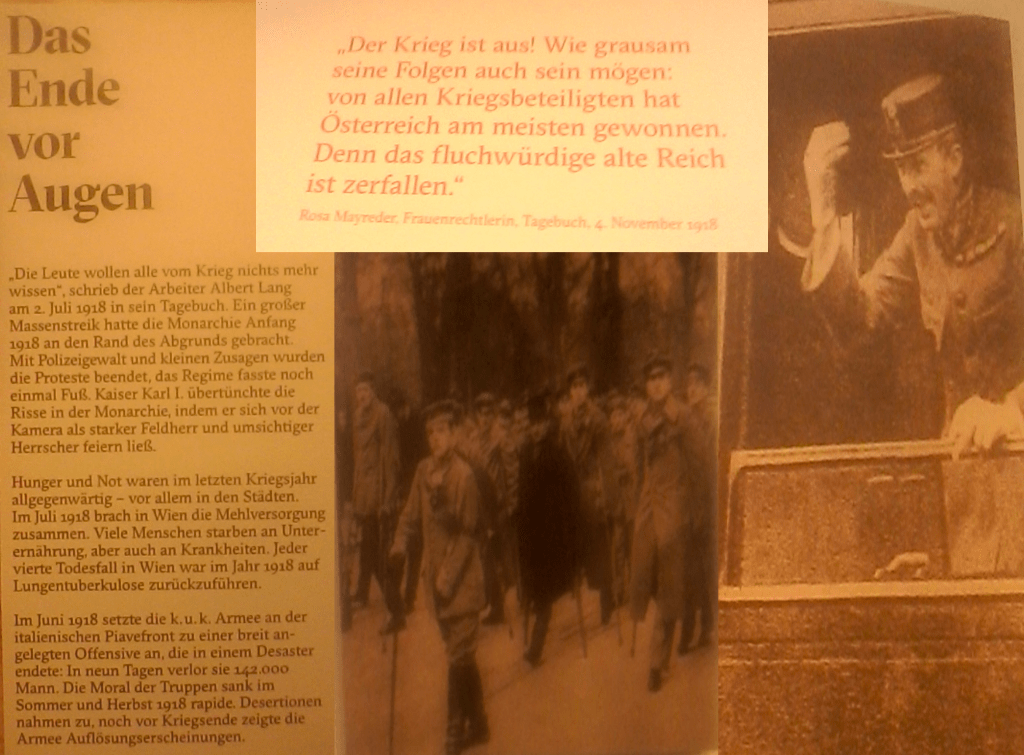 Das
Ende
vor
Augen
„Der Krieg ist aus! Wie grausam
seine Folgen auch sein mögen:
von allen Kriegsbeteiligten hat
Österreich am meisten gewonnen.
Denn das fluchwürdige alte Reich
ist zerfallen.“
Rosa Mayreder, Frauenrechtlerin, Tagebuch, 4. November 1918
„Die Leute wollen alle vom Krieg nichts mehr
wissen“, schrieb der Arbeiter Albert Lang
am 2. Juli 1918 in sein Tagebuch. Ein großer
Massenstreik hatte die Monarchie Anfang
1918 an den Rand des Abgrunds gebracht.
Mit Polizeigewalt und kleinen Zusagen wurden
die Proteste beendet, das Regime fasste noch
einmal Fuß. Kaiser Karl I. übertünchte die
Risse in der Monarchie, indem er sich vor der
Kamera als starker Feldherr und umsichtiger
Herrscher feiern ließ.
Hunger und Not waren im letzten Kriegsjahr
allgegenwärtig – vor allem in den Städten.
Im Juli 1918 brach in Wien die Mehlversorgung
zusammen. Viele Menschen starben an Unter-
ernährung, aber auch an Krankheiten. Jeder
vierte Todesfall in Wien war im Jahr 1918 auf
Lungentuberkulose zurückzuführen.
Im Juni 1918 setzte die k. u. k. Armee an der
italienischen Piavefront zu einer breit an-
gelegten Offensive an, die in einem Desaster
endete: In neun Tagen verlor sie 142.000
Mann. Die Moral der Truppen sank im
Sommer und Herbst 1918 rapide. Desertionen
nahmen zu, noch vor Kriegsende zeigte die
Armee Auflösungserscheinungen.